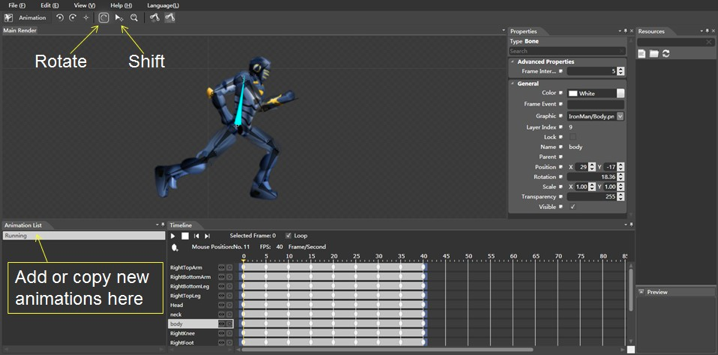 File (F) Edit (E) View (V) Help (H) Language(L)
Animation
Main Render
Rotate Shift
Properties
Type Bone
Search
Advanced Properties
Frame Inter... 5
General
Color White
Frame Event
Graphic IronMan/Body.pn
Layer Index 9
Lock
Name body
Parent
Position X 29 Y -17
Rotation 18.36
Scale X 1.00 Y 1.00
Transparency 255
Visible
Resources
Preview
Animation List
Running
Add or copy new
animations here
Timeline
Selected Frame: 0 Loop
Mouse Position:No. 11 FPS: 40 Frame/Second
0 5 10 15 20 25 30 35 40 45 50 55 60 65 70 75 80 85 90
RightTopArm
RightBottomArm
RightBottomLeg
RightTopLeg
Head
neck
body
RightKnee
RightFoot